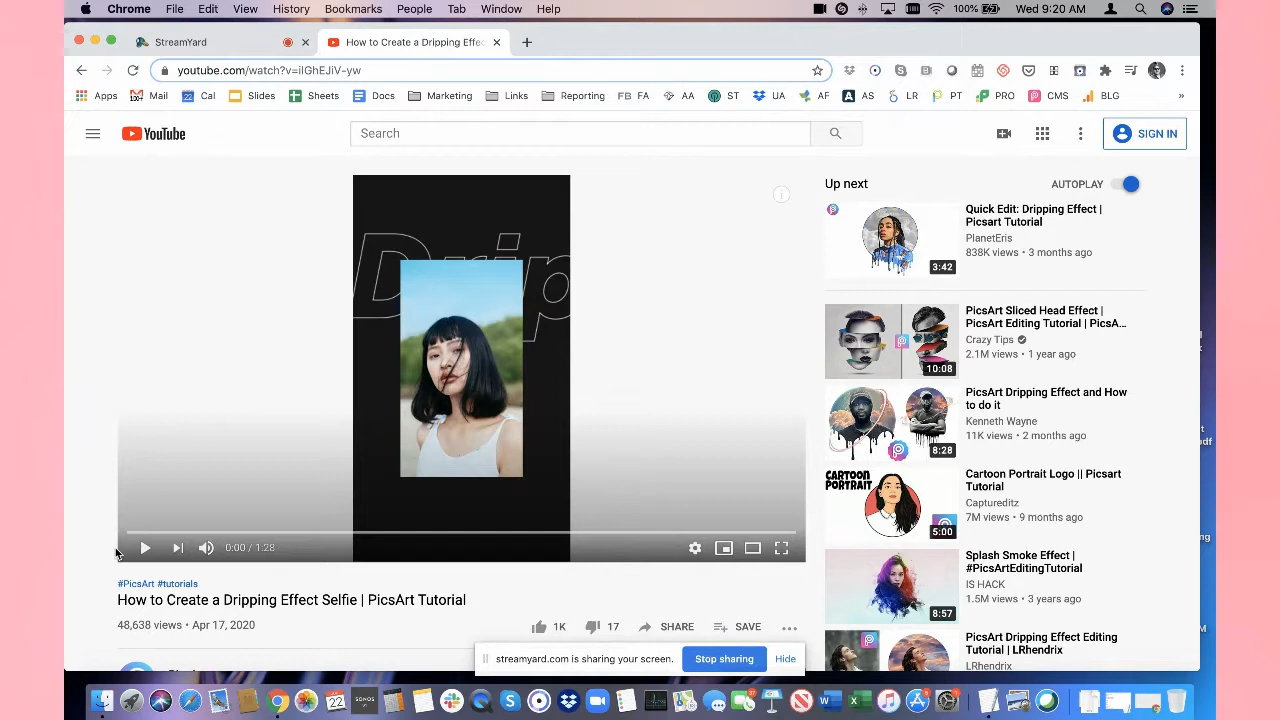 Chrome File Edit View History Bookmarks People Tab Window Help 100% Wed 9:20 AM
StreamYard How to Create a Dripping Effec
youtube.com/watch?v=iIGhEJiV-yw
Apps Mail Cal Slides Sheets Docs Marketing Links Reporting FB FA AA ST UA AF AS LR PT PRO CMS BLG »
YouTube Search SIGN IN
Drip
0:00 / 1:28
#PicsArt #tutorials
How to Create a Dripping Effect Selfie | PicsArt Tutorial
48,638 views • Apr 17, 2020
1K 17 SHARE SAVE
Up next AUTOPLAY
Quick Edit: Dripping Effect |
Picsart Tutorial
PlanetEris
838K views • 3 months ago
3:42
PicsArt Sliced Head Effect |
PicsArt Editing Tutorial | PicsA...
Crazy Tips
2.1M views • 1 year ago
10:08
PicsArt Dripping Effect and How
to do it
Kenneth Wayne
11K views • 2 months ago
8:28
CARTOON
PORTRAIT
Cartoon Portrait Logo || Picsart
Tutorial
Captureditz
7M views • 9 months ago
5:00
Splash Smoke Effect |
#PicsArtEditingTutorial
IS HACK
1.5M views • 3 years ago
8:57
PicsArt Dripping Effect Editing
Tutorial | LRhendrix
LRhendrix
streamyard.com is sharing your screen. Stop sharing Hide
SONOS